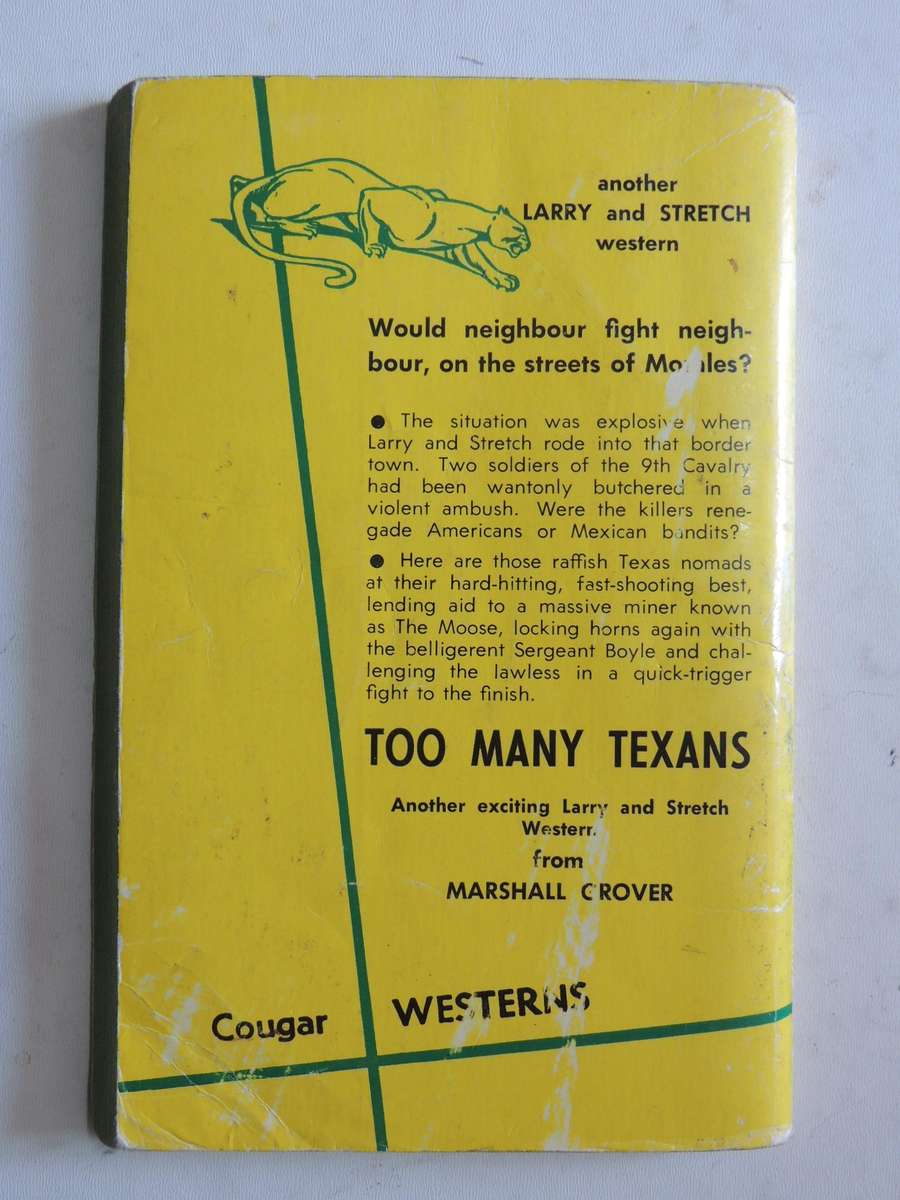 another
LARRY and STRETCH
western
Would neighbour fight neigh-
bour, on the streets of Morales?
● The situation was explosive when
Larry and Stretch rode into that border
town. Two soldiers of the 9th Cavalry
had been wantonly butchered in a
violent ambush. Were the killers rene-
gade Americans or Mexican bandits?
● Here are those raffish Texas nomads
at their hard-hitting, fast-shooting best,
lending aid to a massive miner known
as The Moose, locking horns again with
the belligerent Sergeant Boyle and chal-
lenging the lawless in a quick-trigger
fight to the finish.
TOO MANY TEXANS
Another exciting Larry and Stretch
Western
from
MARSHALL GROVER
Cougar WESTERNS